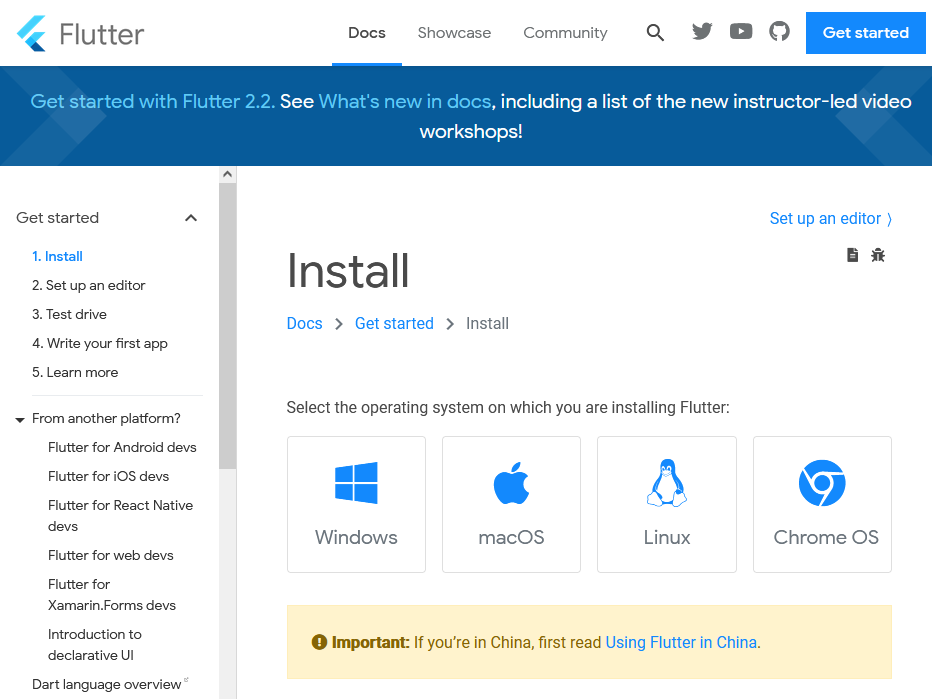 Flutter
Docs
Showcase
Community
Get started
Get started with Flutter 2.2. See What's new in docs, including a list of the new instructor-led video
workshops!
Get started
1. Install
2. Set up an editor
3. Test drive
4. Write your first app
5. Learn more
From another platform?
Flutter for Android devs
Flutter for iOS devs
Flutter for React Native
devs
Flutter for web devs
Flutter for
Xamarin.Forms devs
Introduction to
declarative UI
Dart language overview
Set up an editor ⟩
Install
Docs > Get started > Install
Select the operating system on which you are installing Flutter:
Windows
macOS
Linux
Chrome OS
Important: If you’re in China, first read Using Flutter in China.